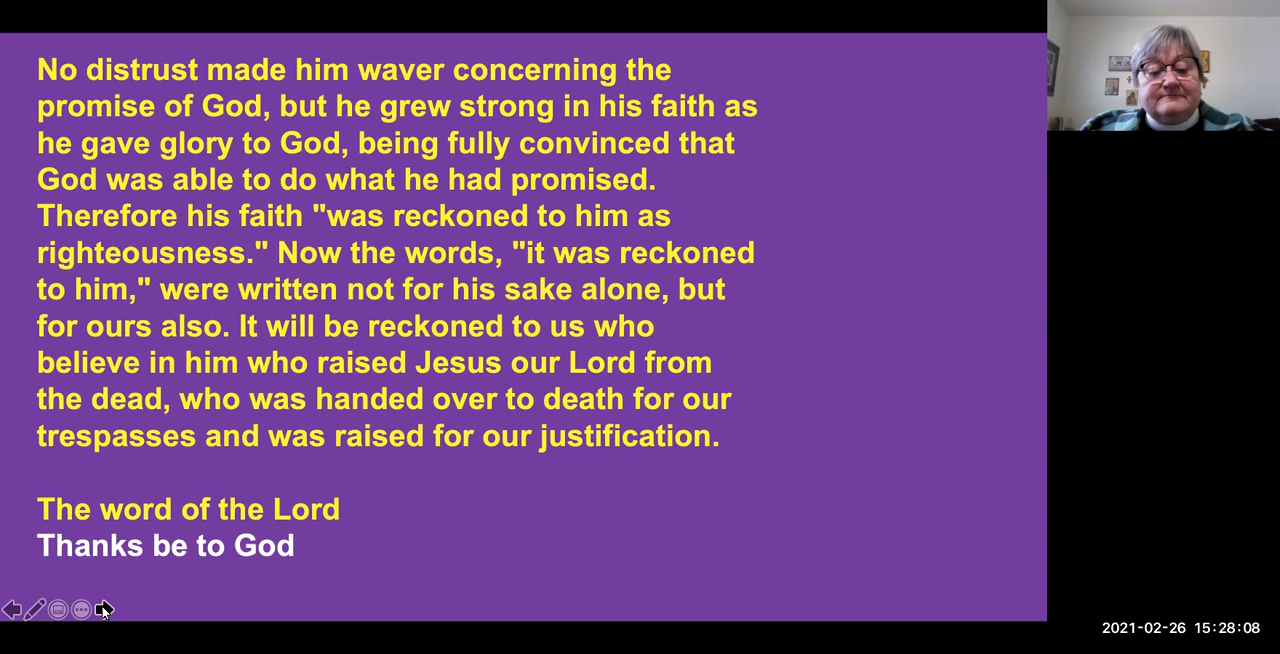 No distrust made him waver concerning the
promise of God, but he grew strong in his faith as
he gave glory to God, being fully convinced that
God was able to do what he had promised.
Therefore his faith "was reckoned to him as
righteousness." Now the words, "it was reckoned
to him," were written not for his sake alone, but
for ours also. It will be reckoned to us who
believe in him who raised Jesus our Lord from
the dead, who was handed over to death for our
trespasses and was raised for our justification.
The word of the Lord
Thanks be to God
2021-02-26 15:28:08